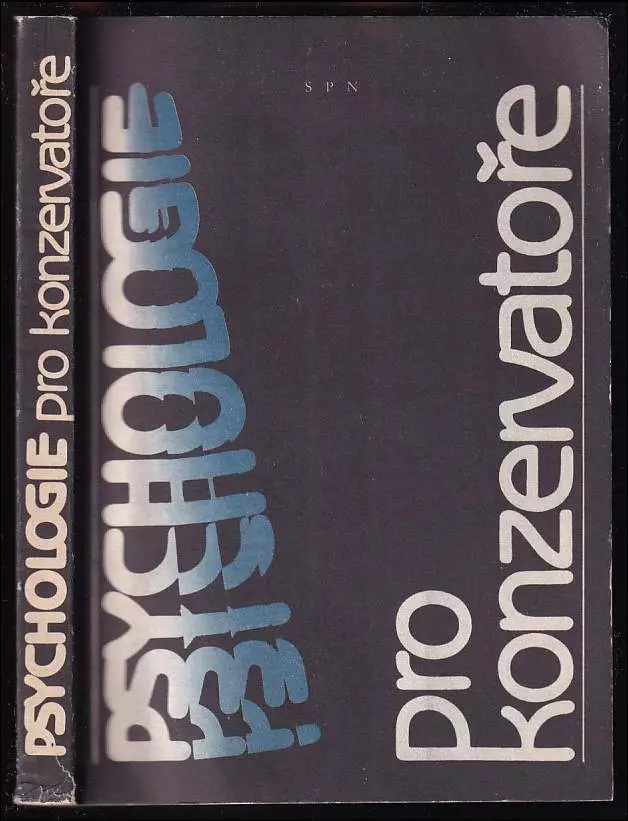 PSYCHOLOGIE pro konzervatoře
SPN
PSYCHOLOGIE
pro
konzervatoře